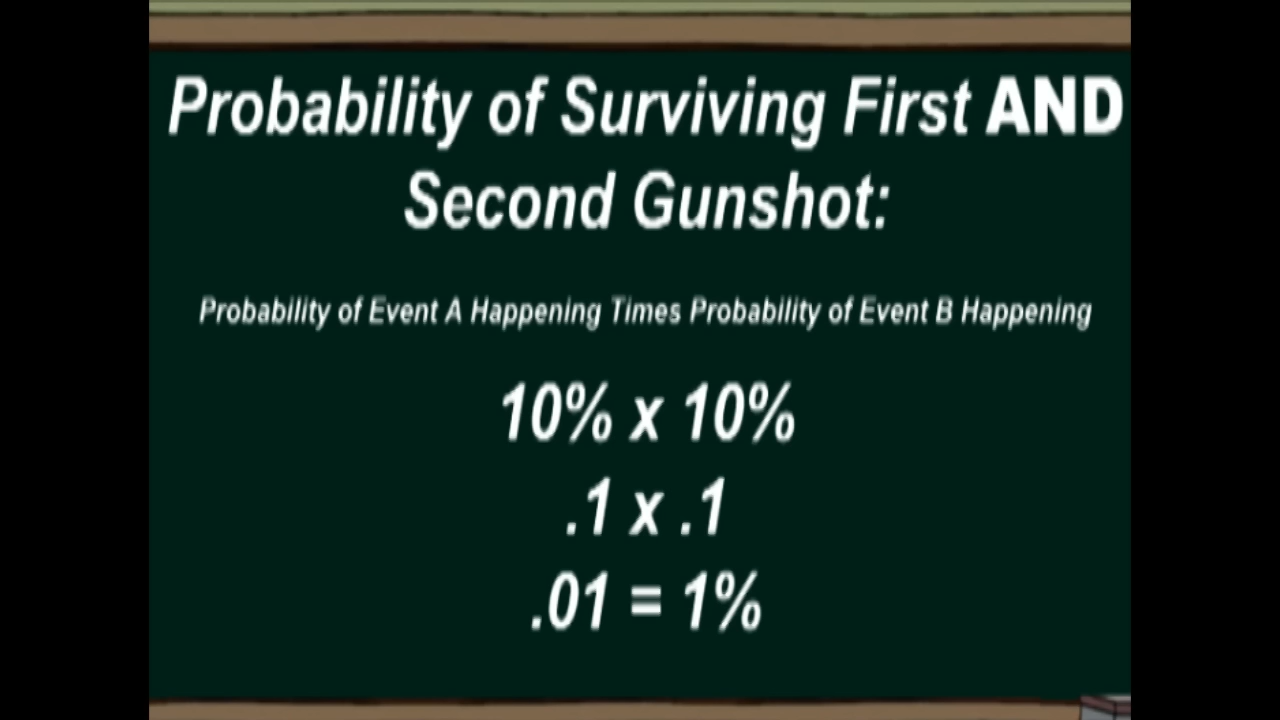 Probability of Surviving First AND
Second Gunshot:
Probability of Event A Happening Times Probability of Event B Happening
10% x 10%
.1 x .1
.01 = 1%